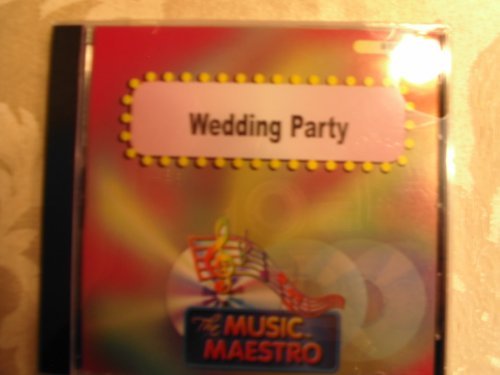 Wedding Party
The MUSIC
MAESTRO